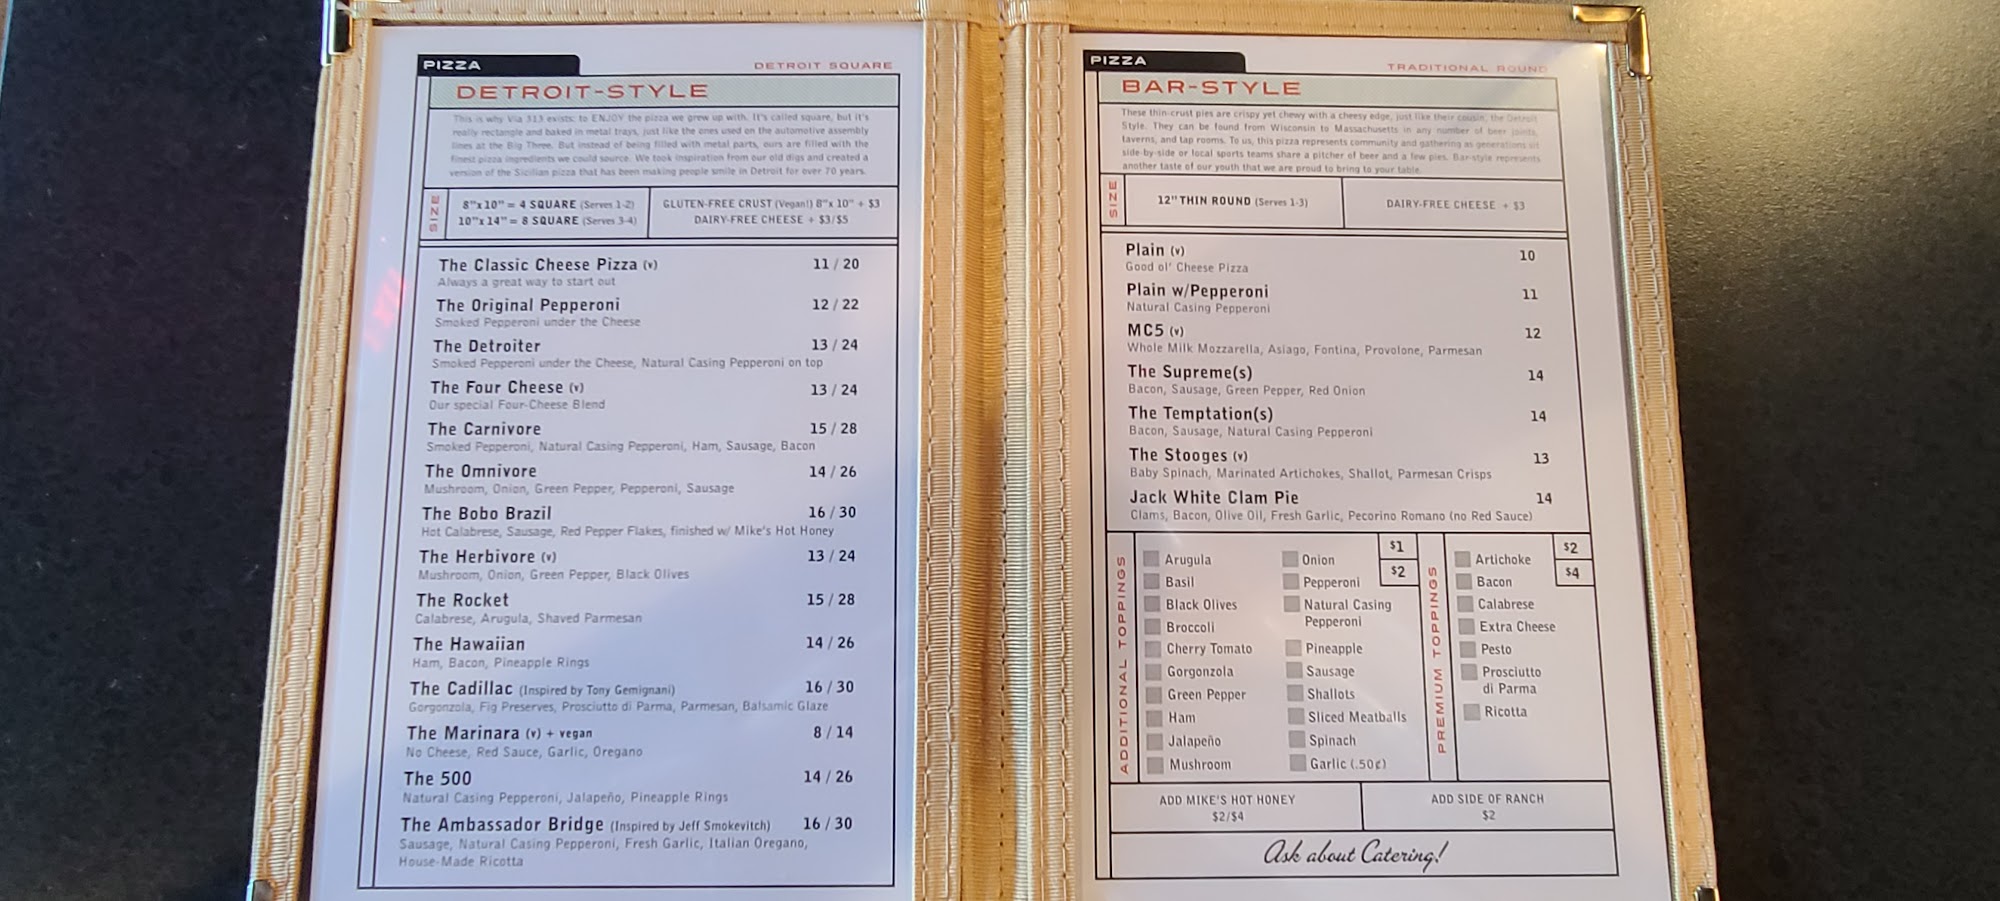 PIZZA
DETROIT SQUARE
DETROIT-STYLE
This is why Via 313 exists: to ENJOY the pizza we grew up with. It's called square, but it's
really rectangle and baked in metal trays, just like the ones used on the automotive assembly
lines at the Big Three. But instead of being filled with metal parts, ours are filled with the
finest pizza ingredients we could source. We took inspiration from our old digs and created a
version of the Sicilian pizza that has been making people smile in Detroit for over 70 years.
SIZE
8"x10" = 4 SQUARE (Serves 1-2)
10"x14" = 8 SQUARE (Serves 3-4)
GLUTEN-FREE CRUST (Vegan!) 8"x 10" + $3
DAIRY-FREE CHEESE + $3/$5
The Classic Cheese Pizza (v) 11 / 20
Always a great way to start out
The Original Pepperoni 12 / 22
Smoked Pepperoni under the Cheese
The Detroiter 13 / 24
Smoked Pepperoni under the Cheese, Natural Casing Pepperoni on top
The Four Cheese (v) 13 / 24
Our special Four-Cheese Blend
The Carnivore 15 / 28
Smoked Pepperoni, Natural Casing Pepperoni, Ham, Sausage, Bacon
The Omnivore 14 / 26
Mushroom, Onion, Green Pepper, Pepperoni, Sausage
The Bobo Brazil 16 / 30
Hot Calabrese, Sausage, Red Pepper Flakes, finished w/ Mike's Hot Honey
The Herbivore (v) 13 / 24
Mushroom, Onion, Green Pepper, Black Olives
The Rocket 15 / 28
Calabrese, Arugula, Shaved Parmesan
The Hawaiian 14 / 26
Ham, Bacon, Pineapple Rings
The Cadillac (Inspired by Tony Gemignani) 16 / 30
Gorgonzola, Fig Preserves, Prosciutto di Parma, Parmesan, Balsamic Glaze
The Marinara (v) + vegan 8 / 14
No Cheese, Red Sauce, Garlic, Oregano
The 500 14 / 26
Natural Casing Pepperoni, Jalapeño, Pineapple Rings
The Ambassador Bridge (Inspired by Jeff Smokevitch) 16 / 30
Sausage, Natural Casing Pepperoni, Fresh Garlic, Italian Oregano,
House-Made Ricotta
PIZZA
TRADITIONAL ROUND
BAR-STYLE
These thin-crust pies are crispy yet chewy with a cheesy edge, just like their cousin, the Detroit
Style. They can be found from Wisconsin to Massachusetts in any number of beer joints,
taverns, and tap rooms. To us, this pizza represents community and gathering as generations sit
side-by-side or local sports teams share a pitcher of beer and a few pies. Bar-style represents
another taste of our youth that we are proud to bring to your table.
SIZE
12" THIN ROUND (Serves 1-3)
DAIRY-FREE CHEESE + $3
Plain (v) 10
Good ol' Cheese Pizza
Plain w/Pepperoni 11
Natural Casing Pepperoni
MC5 (v) 12
Whole Milk Mozzarella, Asiago, Fontina, Provolone, Parmesan
The Supreme(s) 14
Bacon, Sausage, Green Pepper, Red Onion
The Temptation(s) 14
Bacon, Sausage, Natural Casing Pepperoni
The Stooges (v) 13
Baby Spinach, Marinated Artichokes, Shallot, Parmesan Crisps
Jack White Clam Pie 14
Clams, Bacon, Olive Oil, Fresh Garlic, Pecorino Romano (no Red Sauce)
ADDITIONAL TOPPINGS
$1
$2
Arugula
Basil
Black Olives
Broccoli
Cherry Tomato
Gorgonzola
Green Pepper
Ham
Jalapeño
Mushroom
Onion
Pepperoni
Natural Casing
Pepperoni
Pineapple
Sausage
Shallots
Sliced Meatballs
Spinach
Garlic (.50¢)
PREMIUM TOPPINGS
$2
$4
Artichoke
Bacon
Calabrese
Extra Cheese
Pesto
Prosciutto
di Parma
Ricotta
ADD MIKE'S HOT HONEY
$2/$4
ADD SIDE OF RANCH
$2
Ask about Catering!